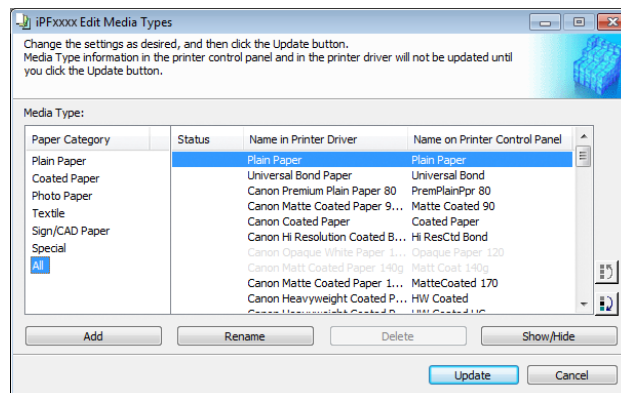 iPFxxxx Edit Media Types
Change the settings as desired, and then click the Update button.
Media Type information in the printer control panel and in the printer driver will not be updated until
you click the Update button.
Media Type:
Paper Category Status Name in Printer Driver Name on Printer Control Panel
Plain Paper
Coated Paper
Photo Paper
Textile
Sign/CAD Paper
Special
All
Plain Paper Plain Paper
Universal Bond Paper Universal Bond
Canon Premium Plain Paper 80 PremPlainPpr 80
Canon Matte Coated Paper 9... Matte Coated 90
Canon Coated Paper Coated Paper
Canon Hi Resolution Coated B... Hi ResCtd Bond
Canon Opaque White Paper 1... Opaque Paper 120
Canon Matt Coated Paper 140g Matt Coat 140g
Canon Matte Coated Paper 1... MatteCoated 170
Canon Heavyweight Coated P... HW Coated
Canon Heavyweight Coated P... HW Coated HG
Add Rename Delete Show/Hide
Update Cancel